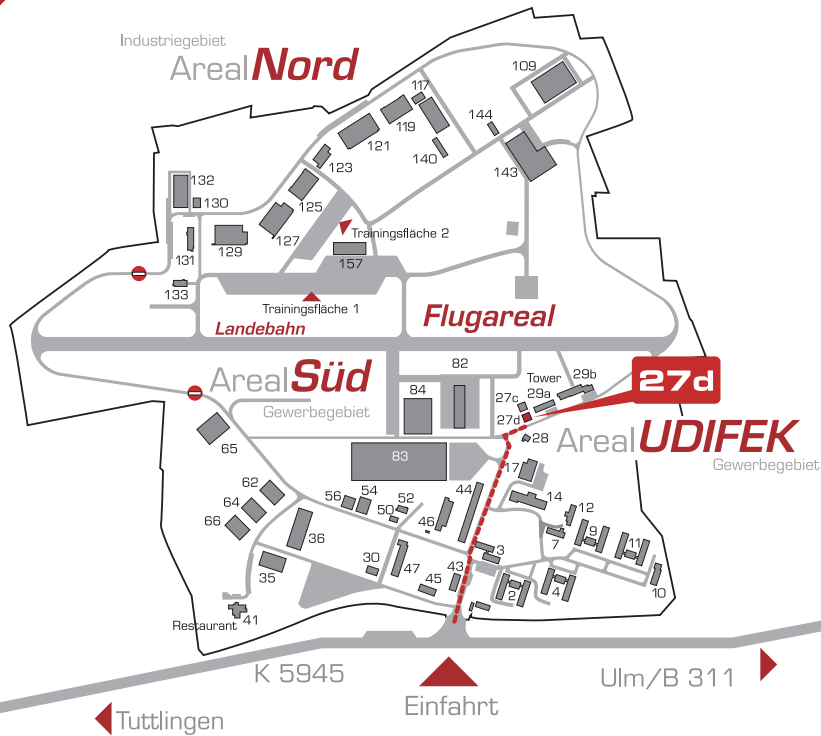 Industriegebiet
Areal Nord
109
117
144
119
121
140
143
123
132
130
125
127
129
131
133
Trainingsfläche 2
157
Trainingsfläche 1
Landebahn
Flugareal
82
Areal Süd
Gewerbegebiet
84
Tower
29b
29a
27c
27d
27d
28
Areal UDIFEK
Gewerbegebiet
65
83
17
62
64
66
56
54
52
50
44
46
14
12
7
9
11
36
35
30
47
45
43
3
2
4
10
41
Restaurant
K 5945
Ulm/B 311
Einfahrt
Tuttlingen